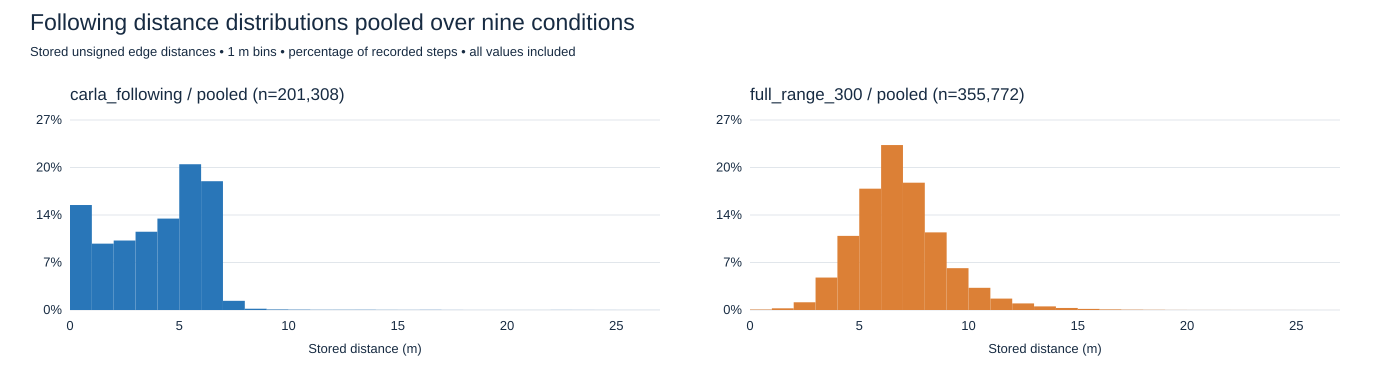 Following distance distributions pooled over nine conditions
Stored unsigned edge distances • 1 m bins • percentage of recorded steps • all values included
carla_following / pooled (n=201,308)
27%
20%
14%
7%
0%
0 5 10 15 20 25
Stored distance (m)
full_range_300 / pooled (n=355,772)
27%
20%
14%
7%
0%
0 5 10 15 20 25
Stored distance (m)